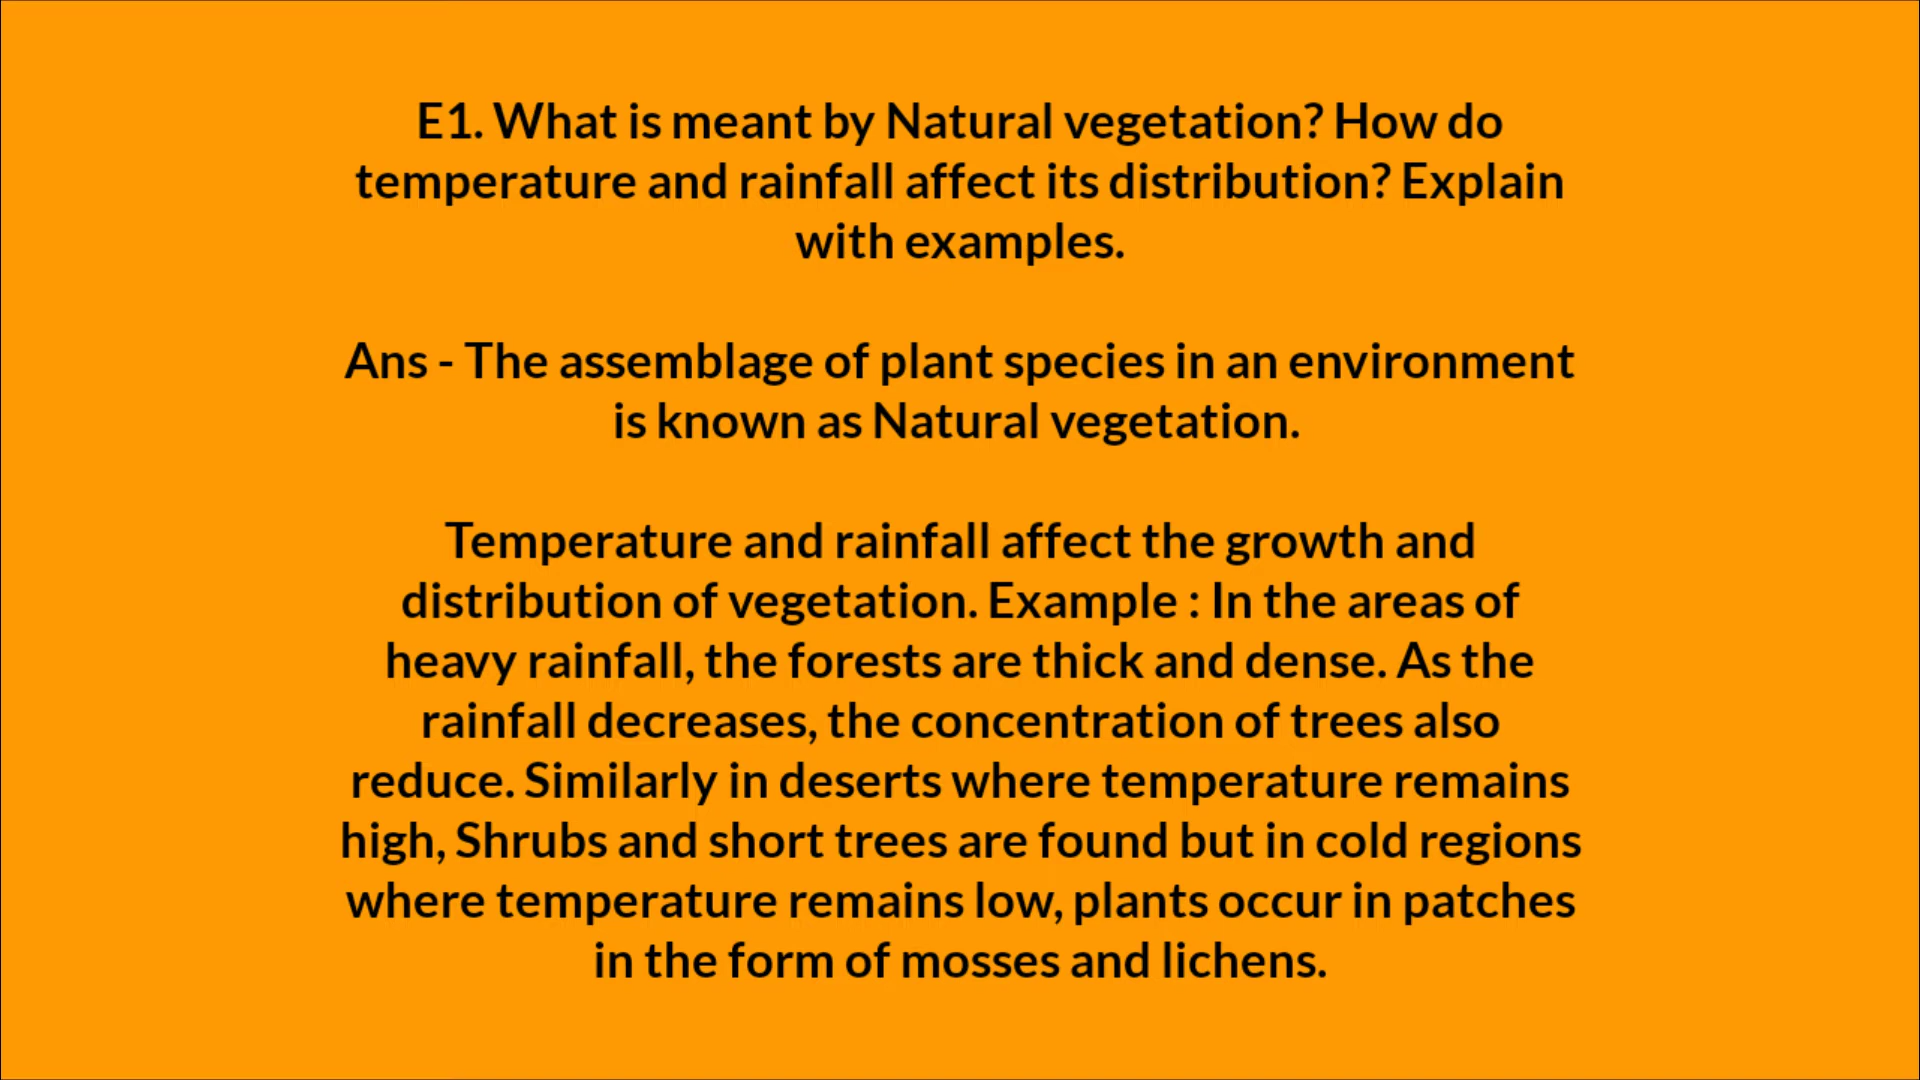 E1. What is meant by Natural vegetation? How do
temperature and rainfall affect its distribution? Explain
with examples.
Ans - The assemblage of plant species in an environment
is known as Natural vegetation.
Temperature and rainfall affect the growth and
distribution of vegetation. Example : In the areas of
heavy rainfall, the forests are thick and dense. As the
rainfall decreases, the concentration of trees also
reduce. Similarly in deserts where temperature remains
high, Shrubs and short trees are found but in cold regions
where temperature remains low, plants occur in patches
in the form of mosses and lichens.